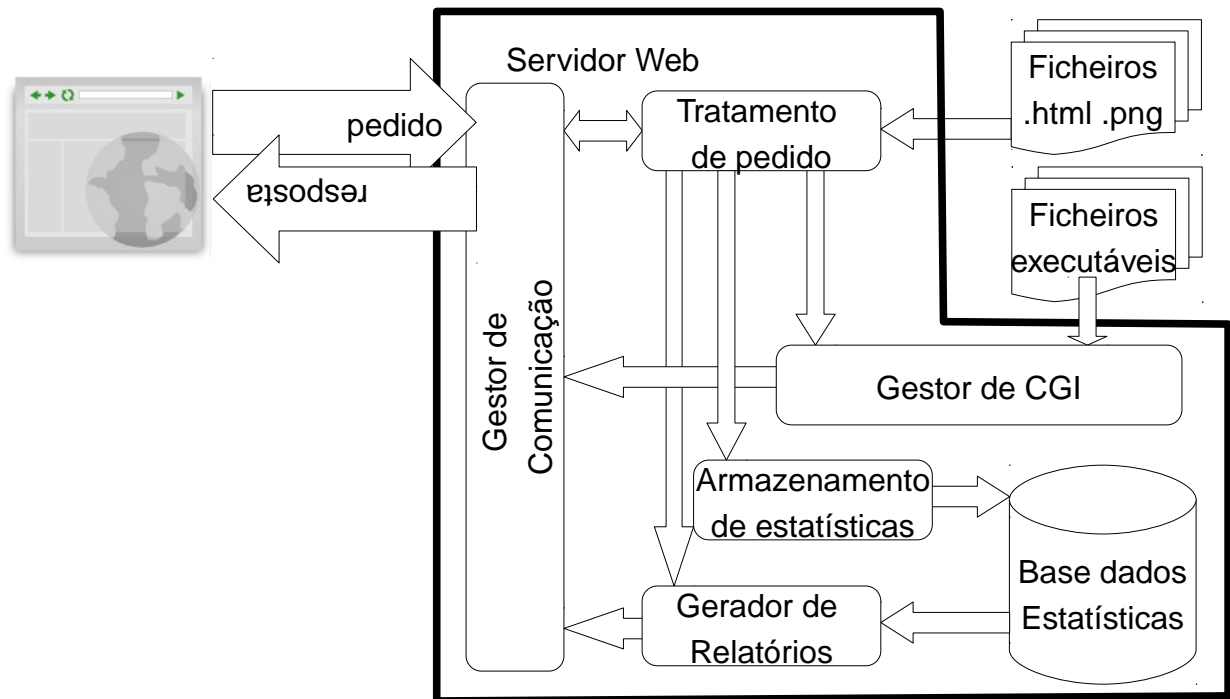 Servidor Web
Ficheiros
.html .png
pedido
Tratamento
de pedido
resposta
Ficheiros
executáveis
Gestor de
Comunicação
Gestor de CGI
Armazenamento
de estatísticas
Base dados
Estatísticas
Gerador de
Relatórios